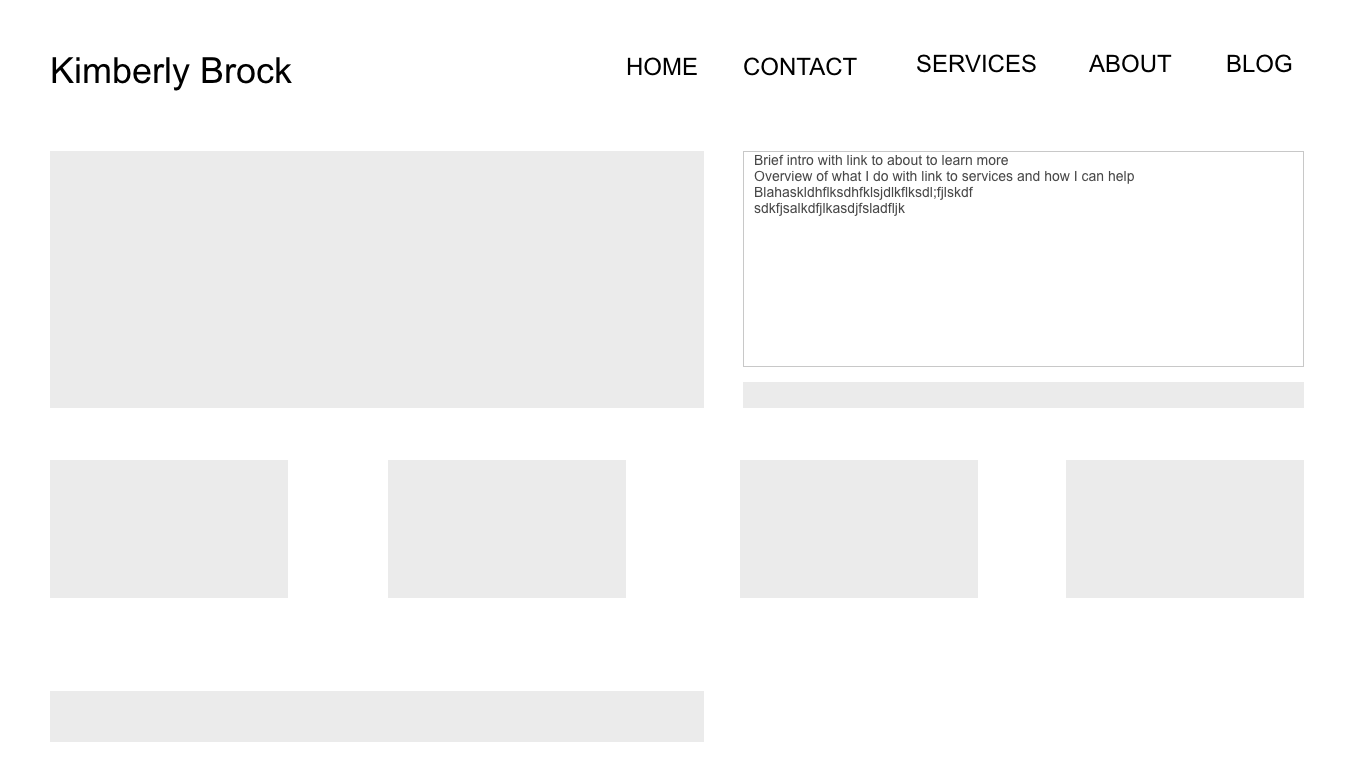 Kimberly Brock
HOME CONTACT SERVICES ABOUT BLOG
Brief intro with link to about to learn more
Overview of what I do with link to services and how I can help
Blahaskldhflksdhfklsjdlkflksdl;fjlskdf
sdkfjsalkdfjlkasdjfsladfljk